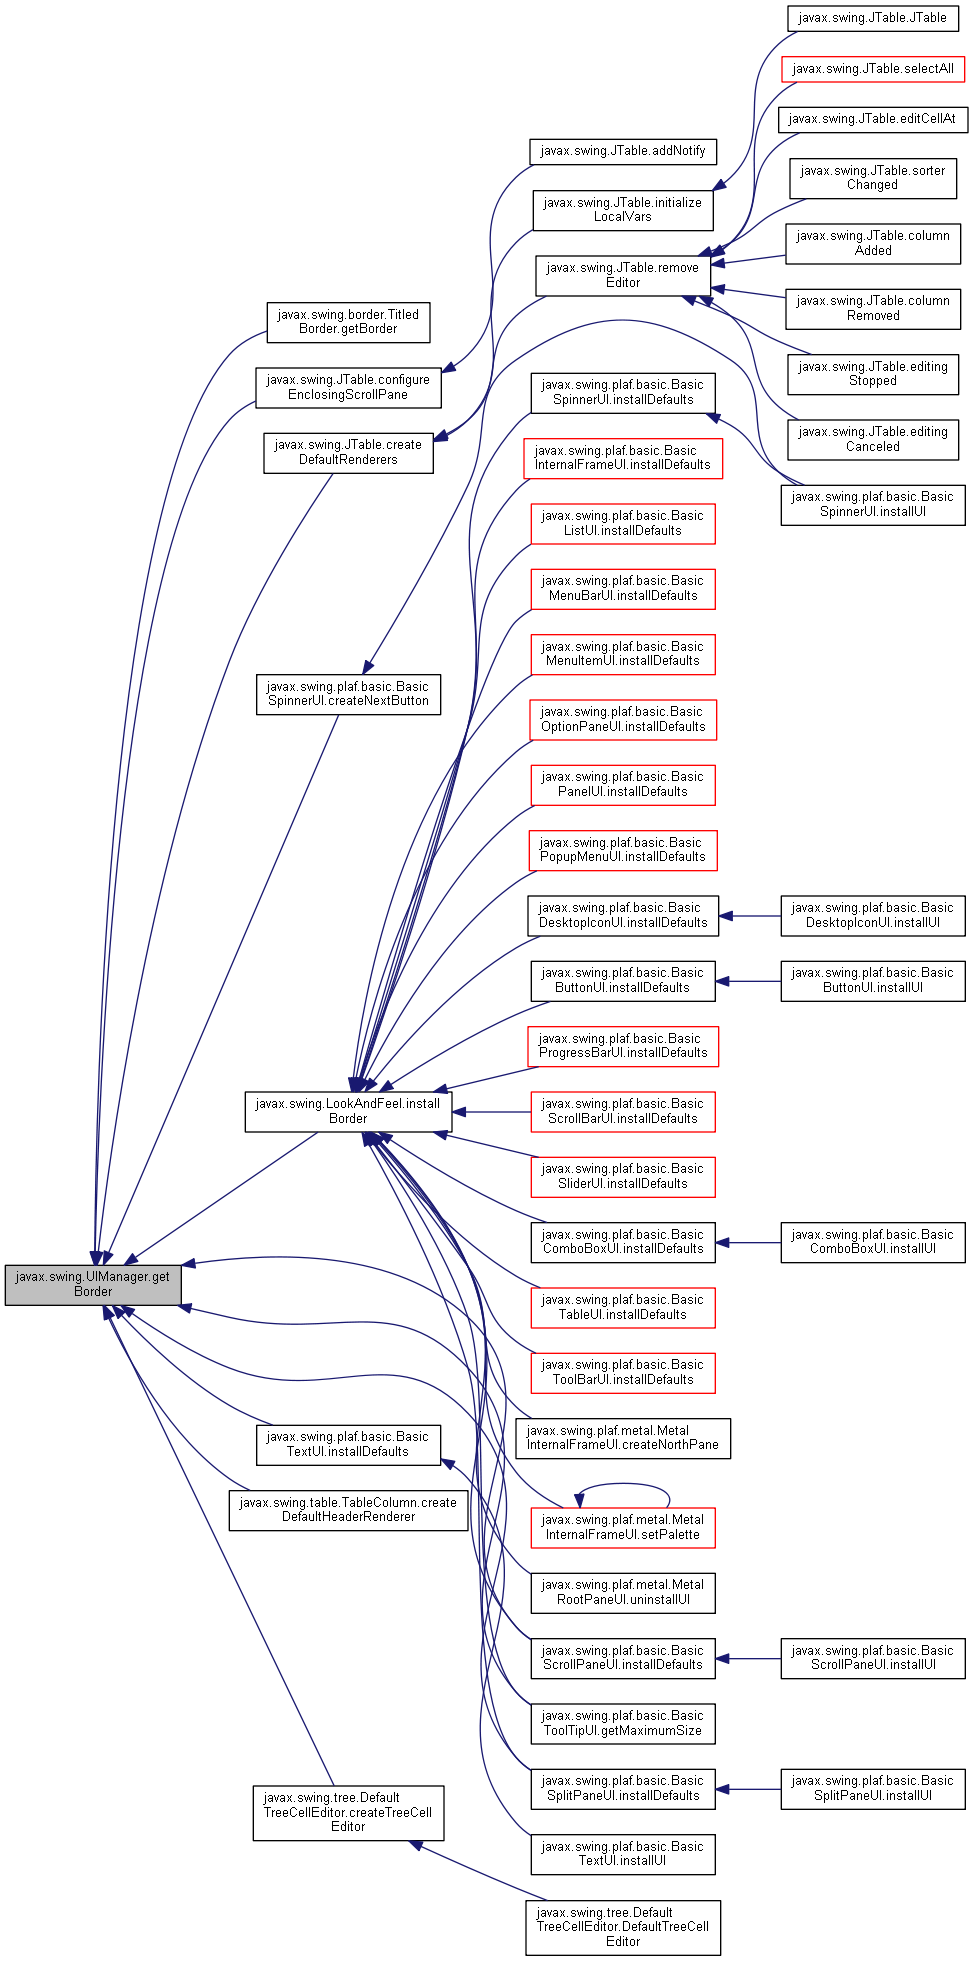 javax.swing.JTable.JTable
javax.swing.JTable.selectAll
javax.swing.JTable.editCellAt
javax.swing.JTable.addNotify
javax.swing.JTable.sorter
Changed
javax.swing.JTable.initialize
LocalVars
javax.swing.JTable.column
Added
javax.swing.JTable.remove
Editor
javax.swing.JTable.column
Removed
javax.swing.border.Titled
Border.getBorder
javax.swing.JTable.editing
Stopped
javax.swing.JTable.configure
EnclosingScrollPane
javax.swing.plaf.basic.Basic
SpinnerUI.installDefaults
javax.swing.JTable.editing
Canceled
javax.swing.JTable.create
DefaultRenderers
javax.swing.plaf.basic.Basic
InternalFrameUI.installDefaults
javax.swing.plaf.basic.Basic
SpinnerUI.installUI
javax.swing.plaf.basic.Basic
ListUI.installDefaults
javax.swing.plaf.basic.Basic
MenuBarUI.installDefaults
javax.swing.plaf.basic.Basic
MenuItemUI.installDefaults
javax.swing.plaf.basic.Basic
SpinnerUI.createNextButton
javax.swing.plaf.basic.Basic
OptionPaneUI.installDefaults
javax.swing.plaf.basic.Basic
PanelUI.installDefaults
javax.swing.plaf.basic.Basic
PopupMenuUI.installDefaults
javax.swing.plaf.basic.Basic
DesktopIconUI.installDefaults
javax.swing.plaf.basic.Basic
DesktopIconUI.installUI
javax.swing.plaf.basic.Basic
ButtonUI.installDefaults
javax.swing.plaf.basic.Basic
ButtonUI.installUI
javax.swing.plaf.basic.Basic
ProgressBarUI.installDefaults
javax.swing.LookAndFeel.install
Border
javax.swing.plaf.basic.Basic
ScrollBarUI.installDefaults
javax.swing.plaf.basic.Basic
SliderUI.installDefaults
javax.swing.plaf.basic.Basic
ComboBoxUI.installDefaults
javax.swing.plaf.basic.Basic
ComboBoxUI.installUI
javax.swing.UIManager.get
Border
javax.swing.plaf.basic.Basic
TableUI.installDefaults
javax.swing.plaf.basic.Basic
ToolBarUI.installDefaults
javax.swing.plaf.metal.Metal
InternalFrameUI.createNorthPane
javax.swing.plaf.basic.Basic
TextUI.installDefaults
javax.swing.table.TableColumn.create
DefaultHeaderRenderer
javax.swing.plaf.metal.Metal
InternalFrameUI.setPalette
javax.swing.plaf.metal.Metal
RootPaneUI.uninstallUI
javax.swing.plaf.basic.Basic
ScrollPaneUI.installDefaults
javax.swing.plaf.basic.Basic
ScrollPaneUI.installUI
javax.swing.plaf.basic.Basic
ToolTipUI.getMaximumSize
javax.swing.plaf.basic.Basic
SplitPaneUI.installDefaults
javax.swing.plaf.basic.Basic
SplitPaneUI.installUI
javax.swing.tree.Default
TreeCellEditor.createTreeCell
Editor
javax.swing.plaf.basic.Basic
TextUI.installUI
javax.swing.tree.Default
TreeCellEditor.DefaultTreeCell
Editor